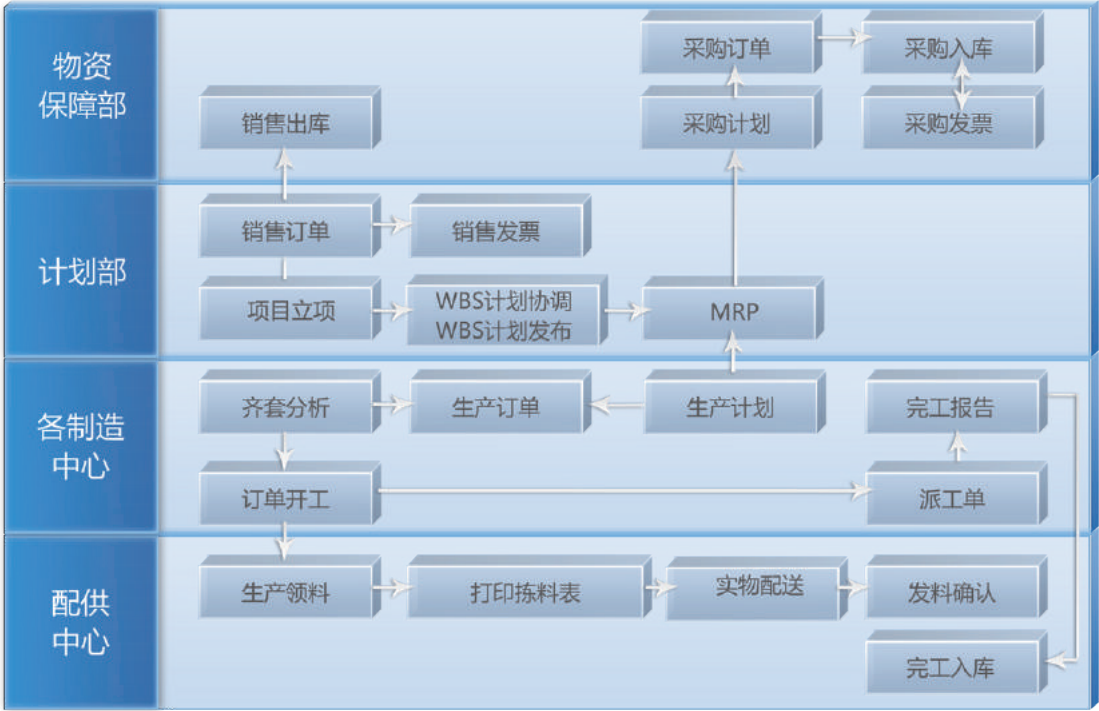 物资
保障部
采购订单
采购入库
销售出库
采购计划
采购发票
计划部
销售订单
销售发票
项目立项
WBS计划协调
WBS计划发布
MRP
各制造
中心
齐套分析
生产订单
生产计划
完工报告
订单开工
派工单
配供
中心
生产领料
打印拣料表
实物配送
发料确认
完工入库